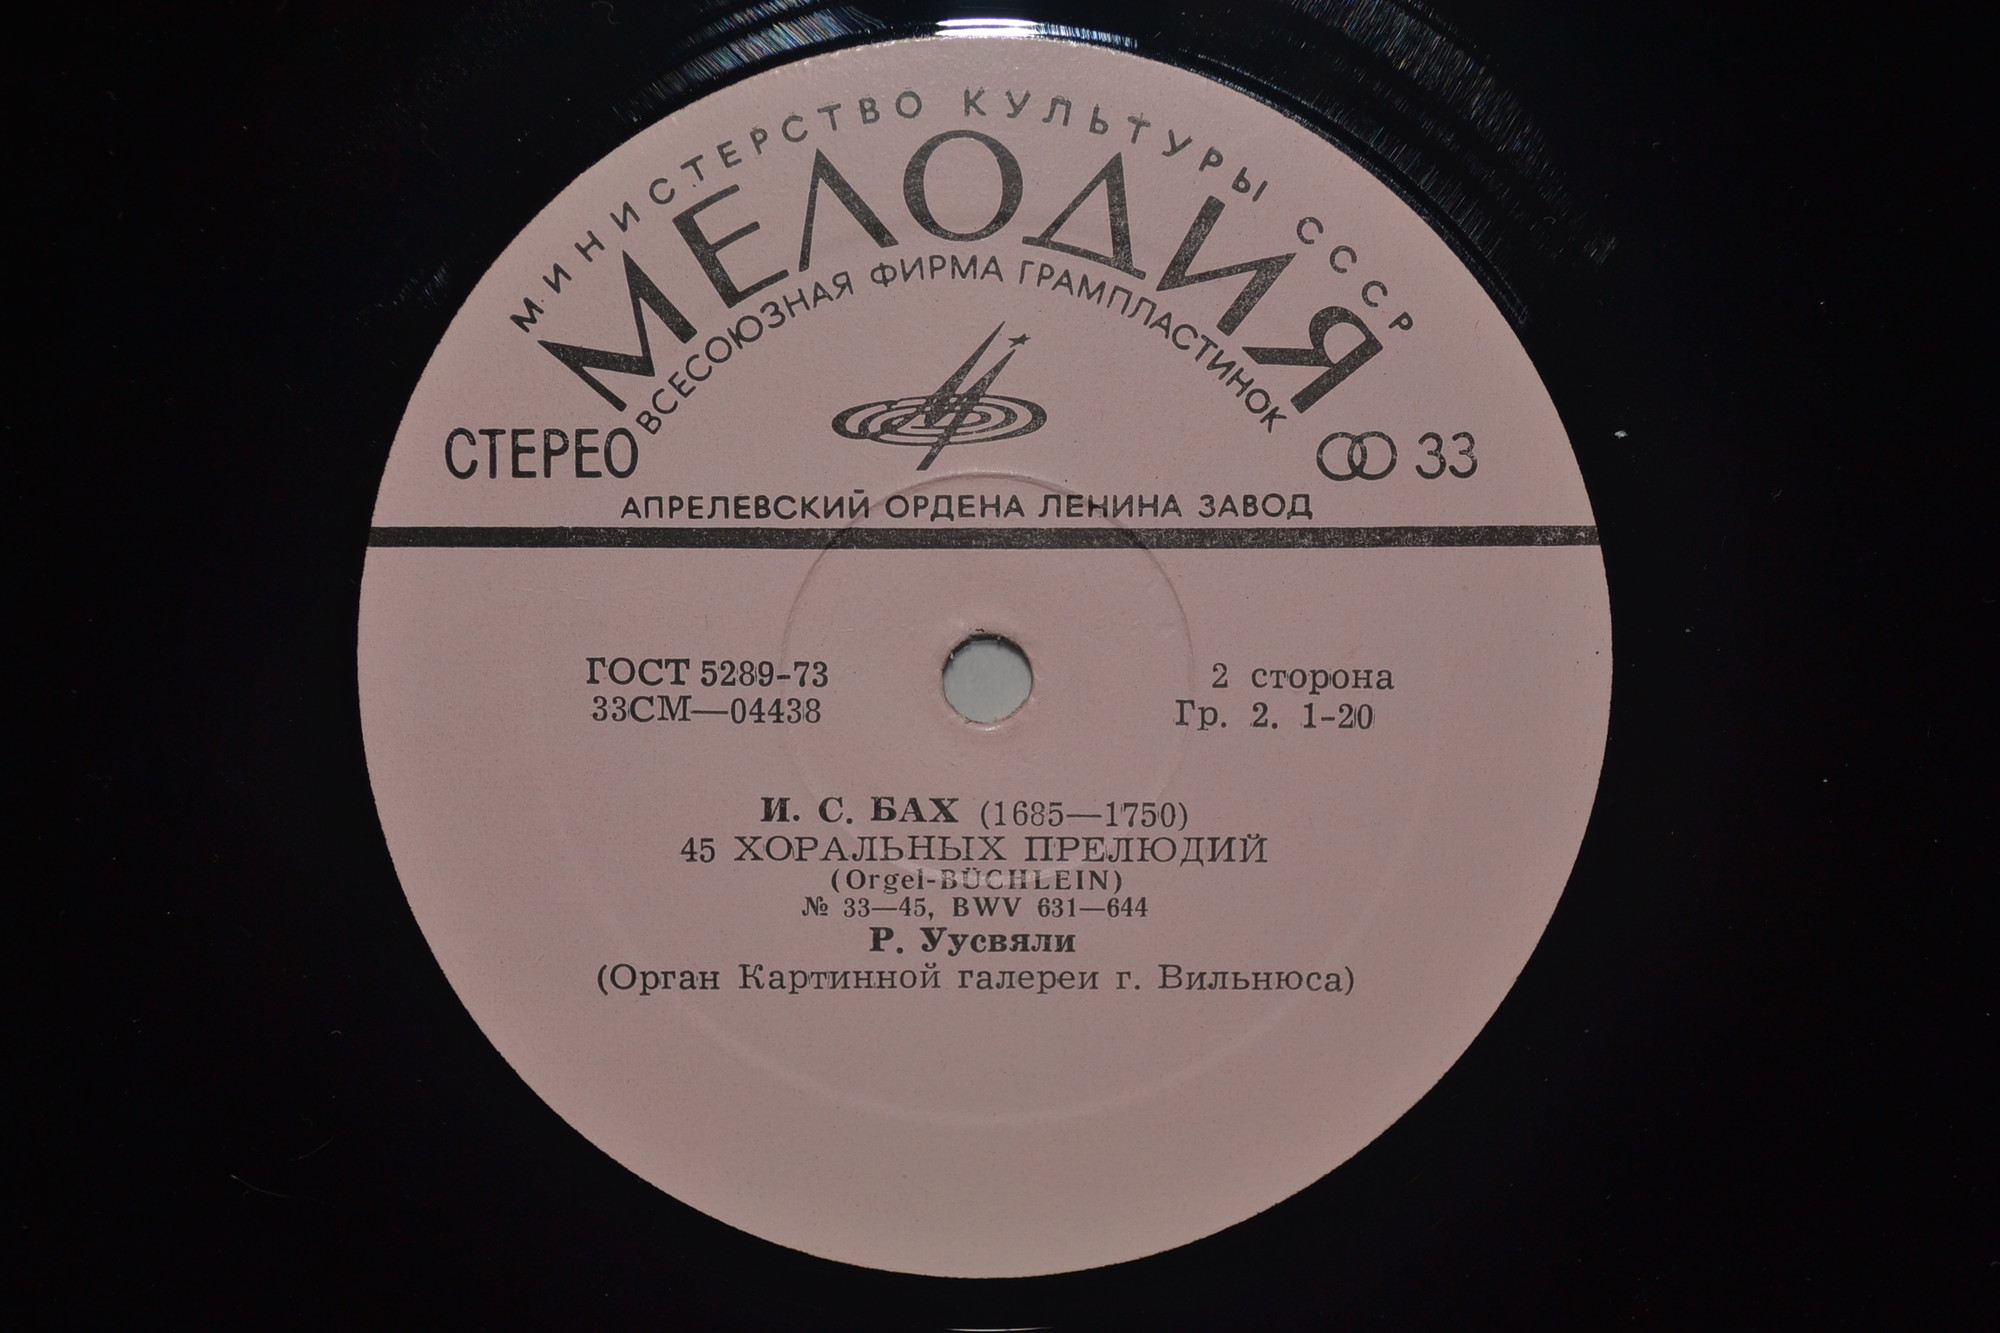 МИНИСТЕРСТВО КУЛЬТУРЫ СССР
МЕЛОДИЯ
ВСЕСОЮЗНАЯ ФИРМА ГРАМПЛАСТИНОК
СТЕРЕО
33
АПРЕЛЕВСКИЙ ОРДЕНА ЛЕНИНА ЗАВОД
ГОСТ 5289-73
33СМ—04438
2 сторона
Гр. 2. 1-20
И. С. БАХ (1685—1750)
45 ХОРАЛЬНЫХ ПРЕЛЮДИЙ
(Orgel-BÜCHLEIN)
№ 33—45, BWV 631—644
Р. Уусвяли
(Орган Картинной галереи г. Вильнюса)